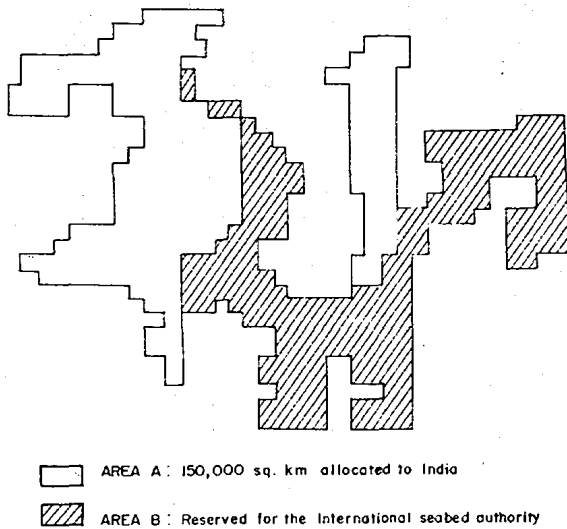 AREA A : 150,000 sq. km allocated to India
AREA B : Reserved for the International seabed authority